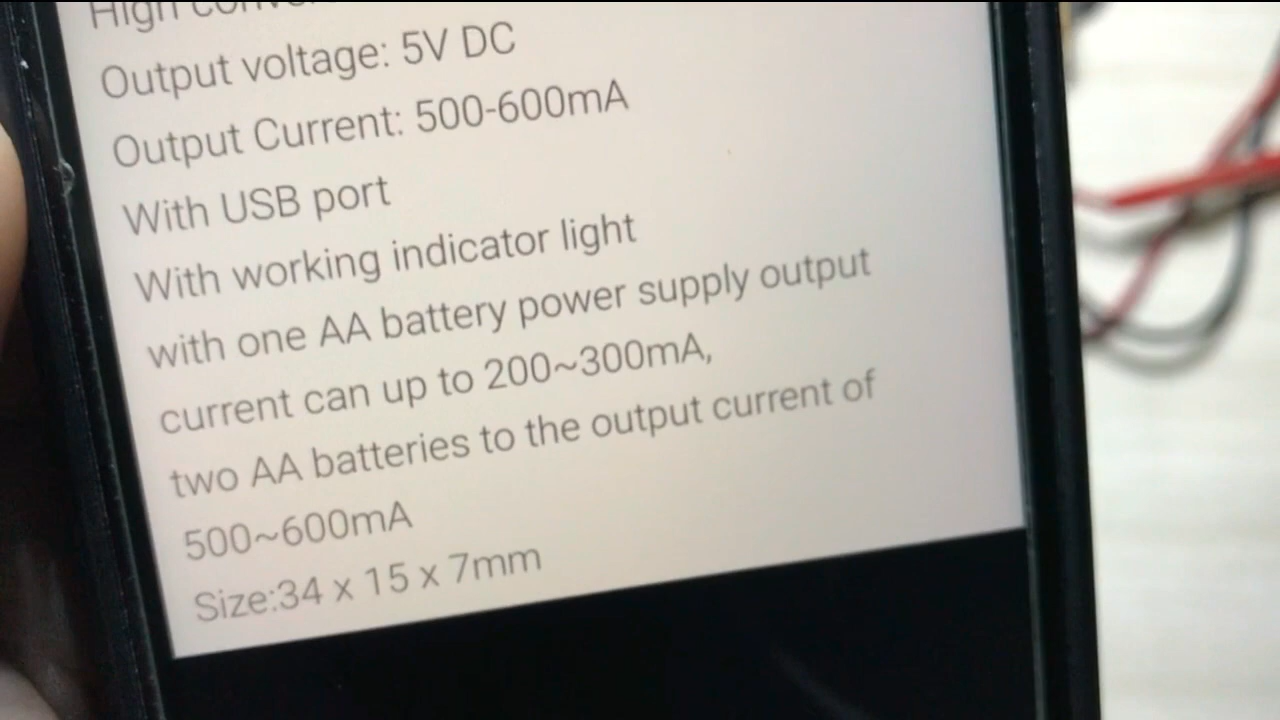 High
Output voltage: 5V DC
Output Current: 500-600mA
With USB port
With working indicator light
with one AA battery power supply output
current can up to 200~300mA,
two AA batteries to the output current of
500~600mA
Size:34 x 15 x 7mm